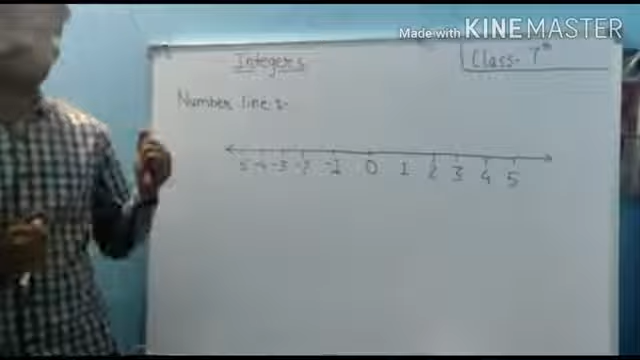 Made with KINEMASTER
Integers
Class- 7th
Number line :-
-5 -4 -3 -2 -1 0 1 2 3 4 5